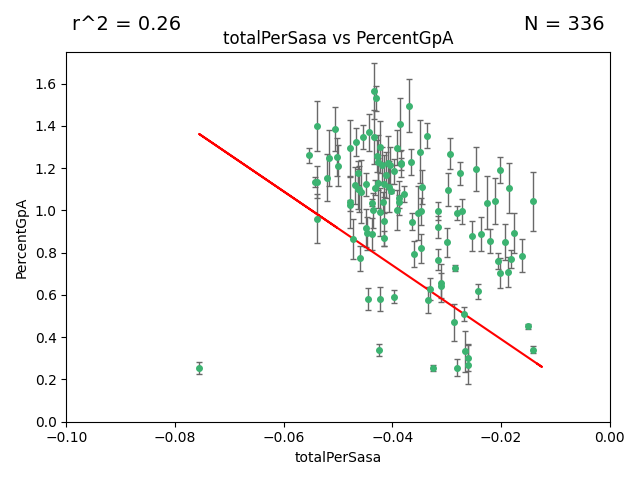 r^2 = 0.26
N = 336
totalPerSasa vs PercentGpA
1.6
1.4
1.2
1.0
0.8
0.6
0.4
0.2
0.0
PercentGpA
−0.10 −0.08 −0.06 −0.04 −0.02 0.00
totalPerSasa